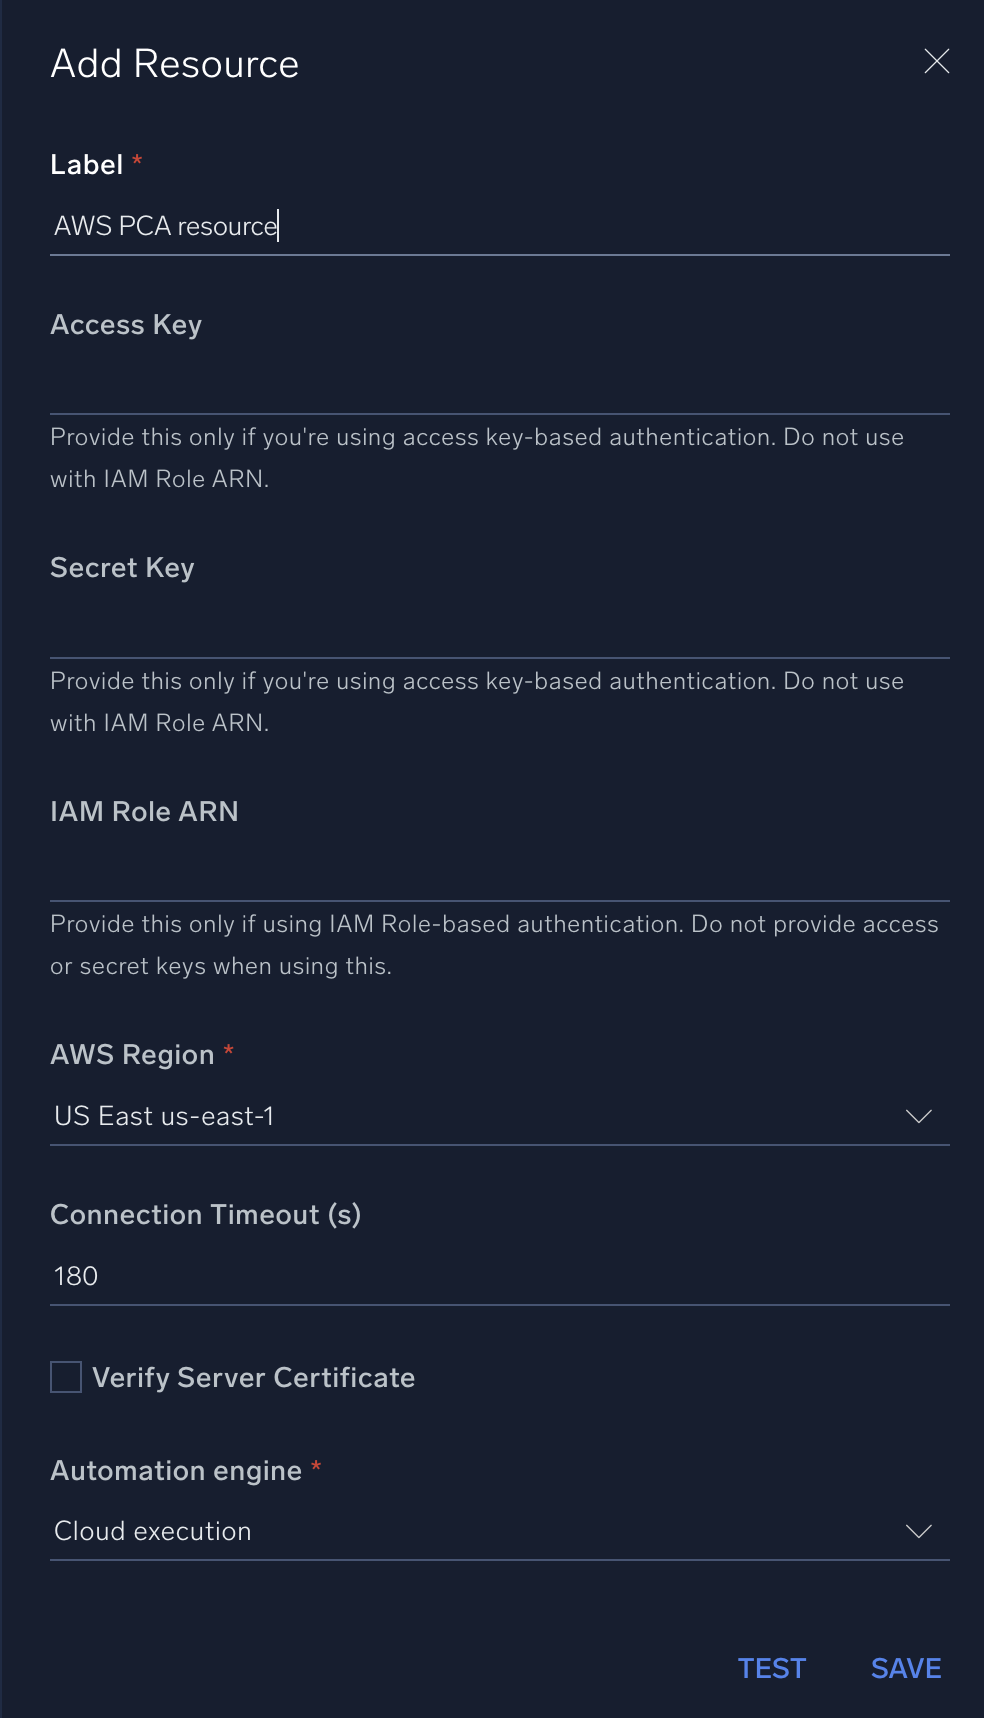 Add Resource
Label *
AWS PCA resource
Access Key
Provide this only if you're using access key-based authentication. Do not use
with IAM Role ARN.
Secret Key
Provide this only if you're using access key-based authentication. Do not use
with IAM Role ARN.
IAM Role ARN
Provide this only if using IAM Role-based authentication. Do not provide access
or secret keys when using this.
AWS Region *
US East us-east-1
Connection Timeout (s)
180
Verify Server Certificate
Automation engine *
Cloud execution
TEST SAVE